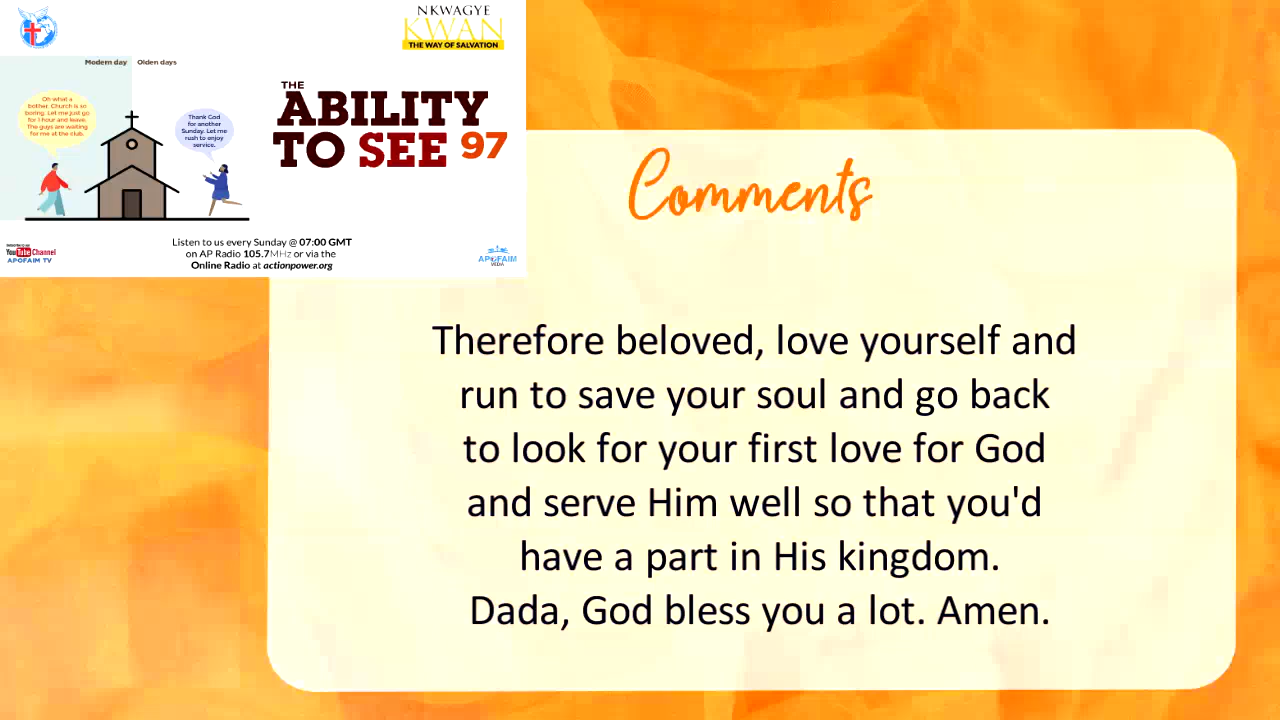 NKWAGYE
KWAN
THE WAY OF SALVATION
Modern day
Olden days
Oh what a
bother. Church is so
boring. Let me just go
for 1 hour and leave.
The guys are waiting
for me at the club.
Thank God
for another
Sunday. Let me
rush to enjoy
service.
THE
ABILITY
TO SEE 97
YouTube Channel
APOFAIM TV
Listen to us every Sunday @ 07:00 GMT
on AP Radio 105.7MHz or via the
Online Radio at actionpower.org
APOFAIM
MEDIA
Comments
Therefore beloved, love yourself and
run to save your soul and go back
to look for your first love for God
and serve Him well so that you'd
have a part in His kingdom.
Dada, God bless you a lot. Amen.